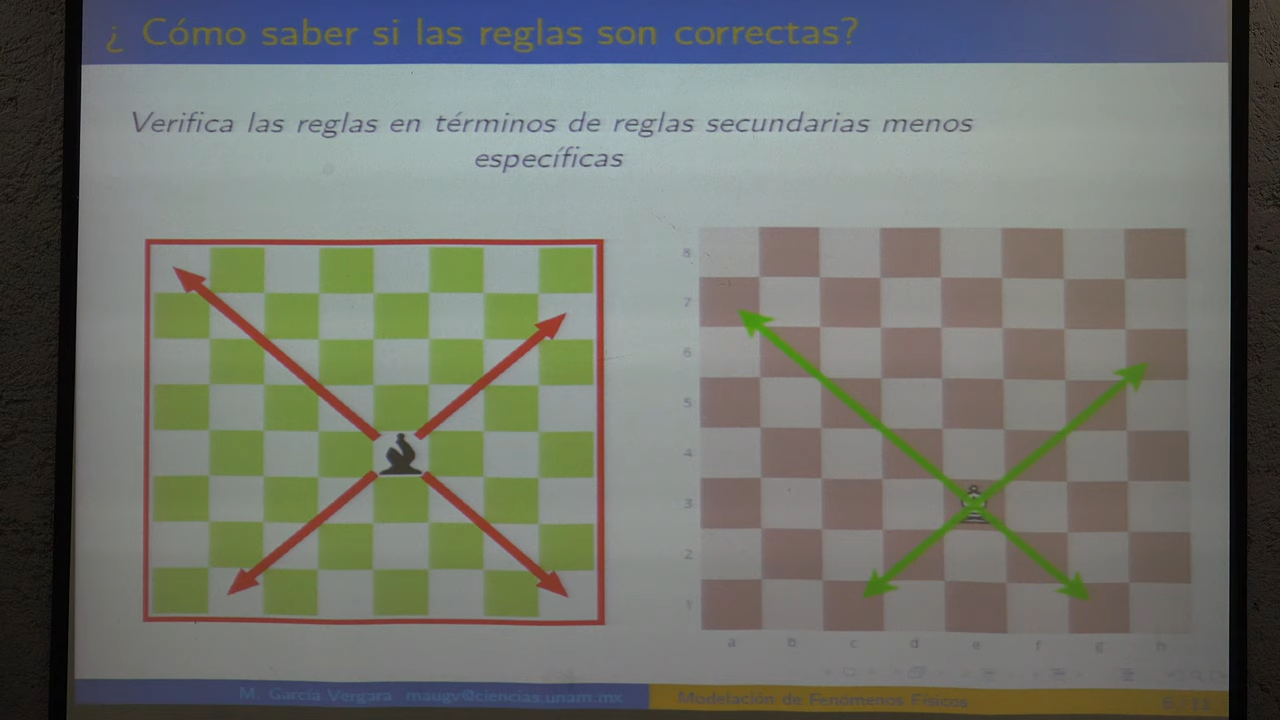 ¿ Cómo saber si las reglas son correctas?
Verifica las reglas en términos de reglas secundarias menos
específicas
8
7
6
5
4
3
2
1
a b c d e f g h
M. García Vergara maugv@ciencias.unam.mx
Modelación de Fenómenos Físicos